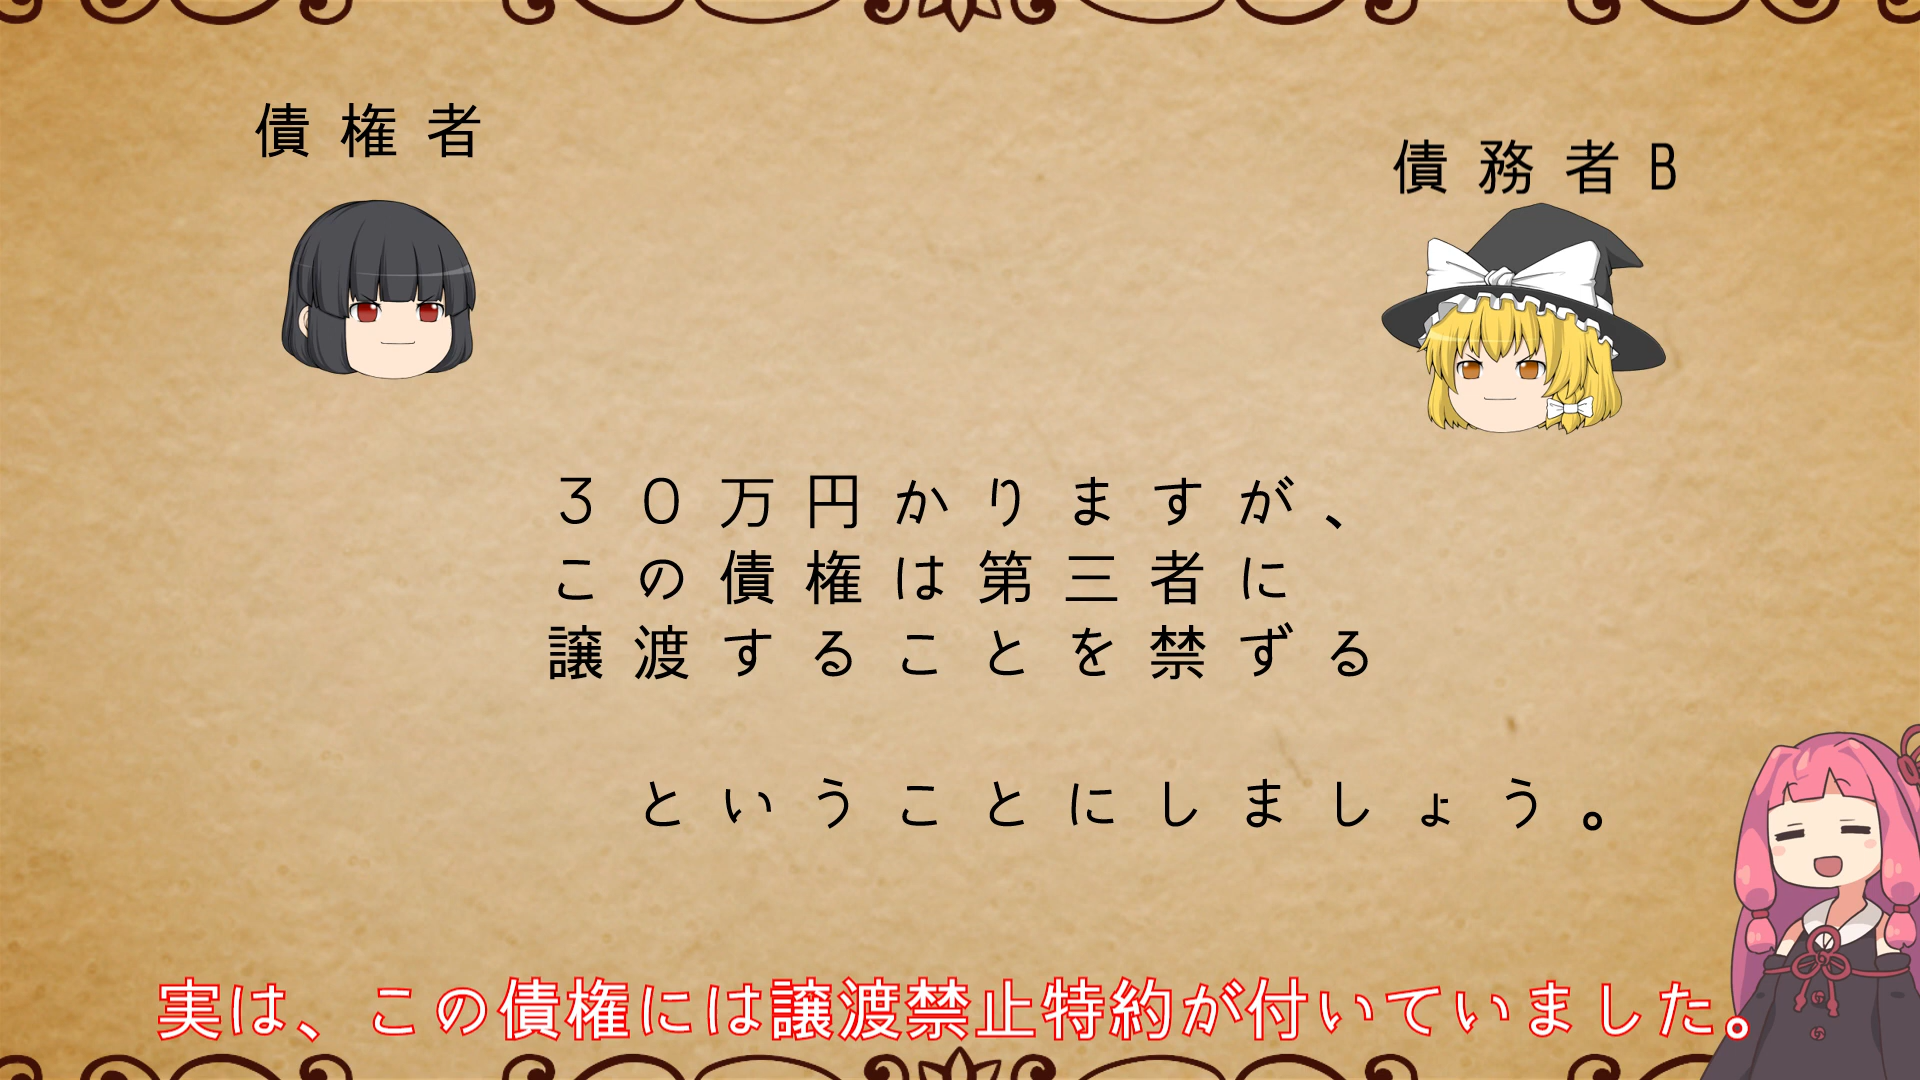 債権者
債務者B
３０万円かりますが、
この債権は第三者に
譲渡することを禁ずる
ということにしましょう。
実は、この債権には譲渡禁止特約が付いていました。